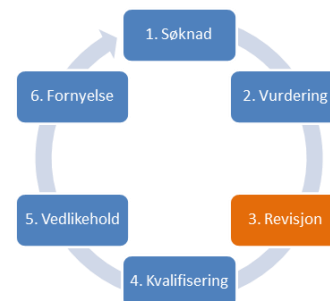 1. Søknad
2. Vurdering
3. Revisjon
4. Kvalifisering
5. Vedlikehold
6. Fornyelse